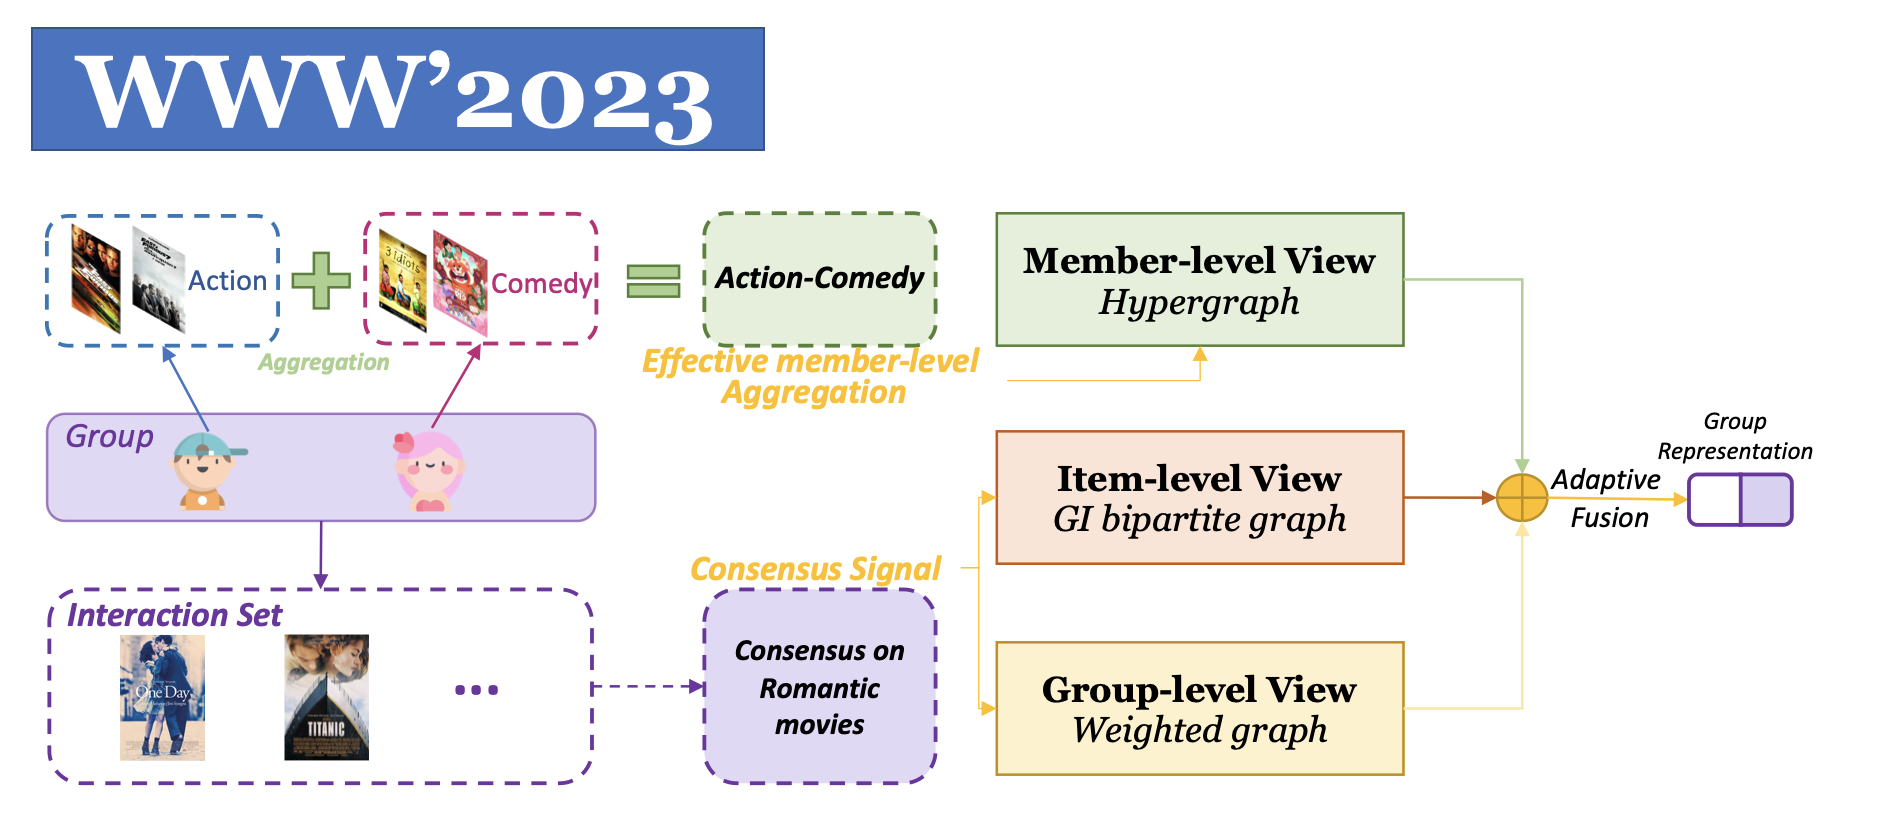 WWW’2023
Action
3 idiots
Comedy
Action-Comedy
Aggregation
Effective member-level
Aggregation
Member-level View
Hypergraph
Group
Item-level View
GI bipartite graph
Group
Representation
Adaptive
Fusion
Consensus Signal
Interaction Set
One Day
TITANIC
...
Consensus on
Romantic
movies
Group-level View
Weighted graph